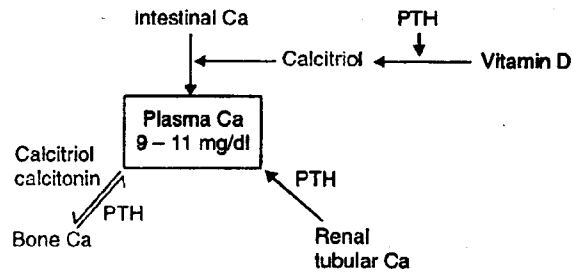 Intestinal Ca
PTH
Calcitriol
Vitamin D
Plasma Ca
9 – 11 mg/dl
Calcitriol
calcitonin
PTH
PTH
Bone Ca
Renal
tubular Ca